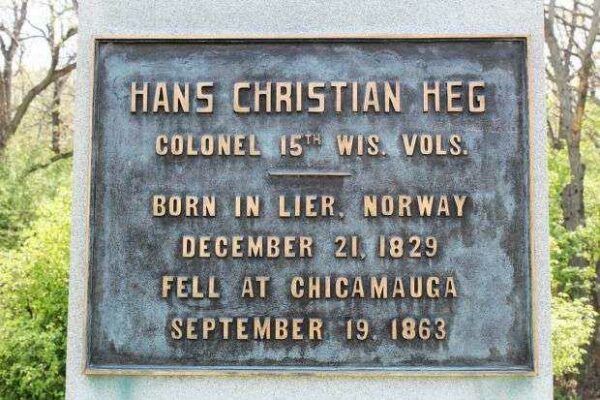 HANS CHRISTIAN HEG
COLONEL 15TH WIS. VOLS.
BORN IN LIER, NORWAY
DECEMBER 21, 1829
FELL AT CHICAMAUGA
SEPTEMBER 19, 1863